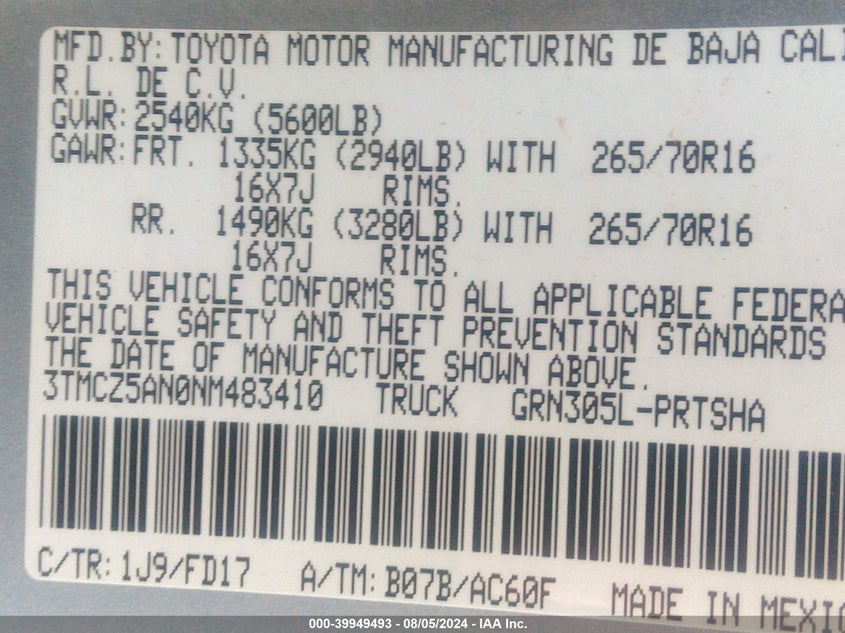 MFD.BY: TOYOTA MOTOR MANUFACTURING DE BAJA CALI
R.L. DE C.V.
GVWR: 2540KG (5600LB)
GAWR: FRT. 1335KG (2940LB) WITH 265/70R16
16X7J RIMS.
RR. 1490KG (3280LB) WITH 265/70R16
16X7J RIMS.
THIS VEHICLE CONFORMS TO ALL APPLICABLE FEDERA
VEHICLE SAFETY AND THEFT PREVENTION STANDARDS
THE DATE OF MANUFACTURE SHOWN ABOVE.
3TMCZ5AN0NM483410 TRUCK GRN305L-PRTSHA
C/TR: 1J9/FD17 A/TM: B07B/AC60F MADE IN MEXIC
000-39949493 - 08/05/2024 - IAA Inc.